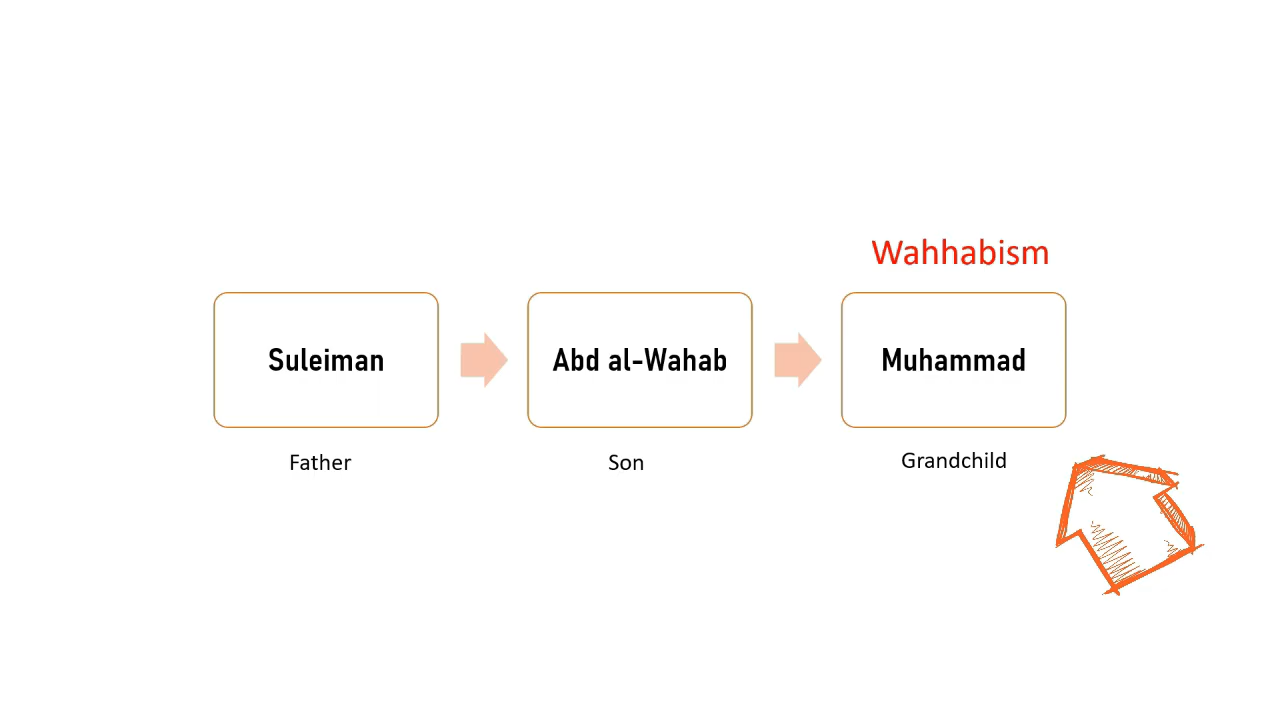 Wahhabism
Suleiman
Abd al-Wahab
Muhammad
Father
Son
Grandchild